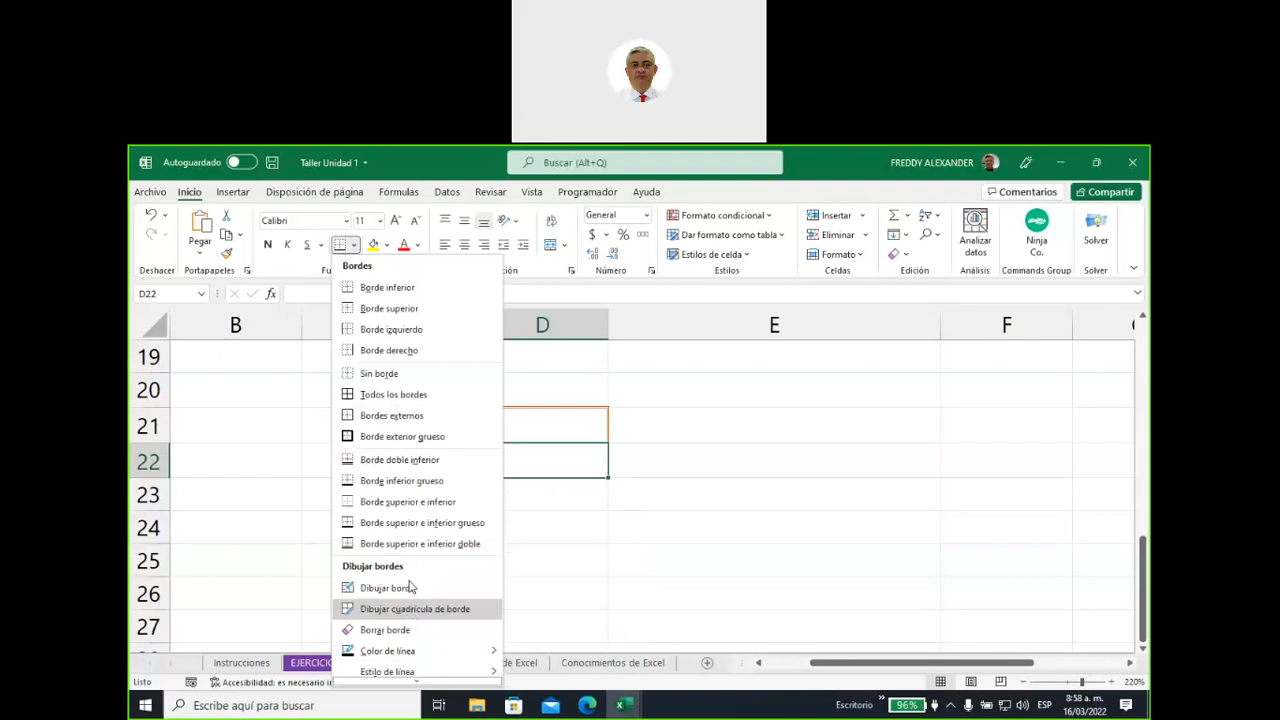 Autoguardado
Taller Unidad 1
Buscar (Alt+Q)
FREDDY ALEXANDER
Archivo Inicio Insertar Disposición de página Fórmulas Datos Revisar Vista Programador Ayuda
Comentarios Compartir
Pegar
Calibri 11
N K S
General
$ % 000
Formato condicional
Dar formato como tabla
Estilos de celda
Insertar
Eliminar
Formato
Analizar datos
Ninja Co.
Solver
Deshacer Portapapeles Número Estilos Celdas Edición Análisis Commands Group Solver
D22
fx
B D E F
19
20
21
22
23
24
25
26
27
Bordes
Borde inferior
Borde superior
Borde izquierdo
Borde derecho
Sin borde
Todos los bordes
Bordes externos
Borde exterior grueso
Borde doble inferior
Borde inferior grueso
Borde superior e inferior
Borde superior e inferior grueso
Borde superior e inferior doble
Dibujar bordes
Dibujar borde
Dibujar cuadrícula de borde
Borrar borde
Color de línea
Estilo de línea
Instrucciones EJERCICIO de Excel Conocimientos de Excel
Listo
Accesibilidad: es necesario in
220%
Escribe aquí para buscar
Escritorio
96%
ESP
8:58 a. m.
16/03/2022